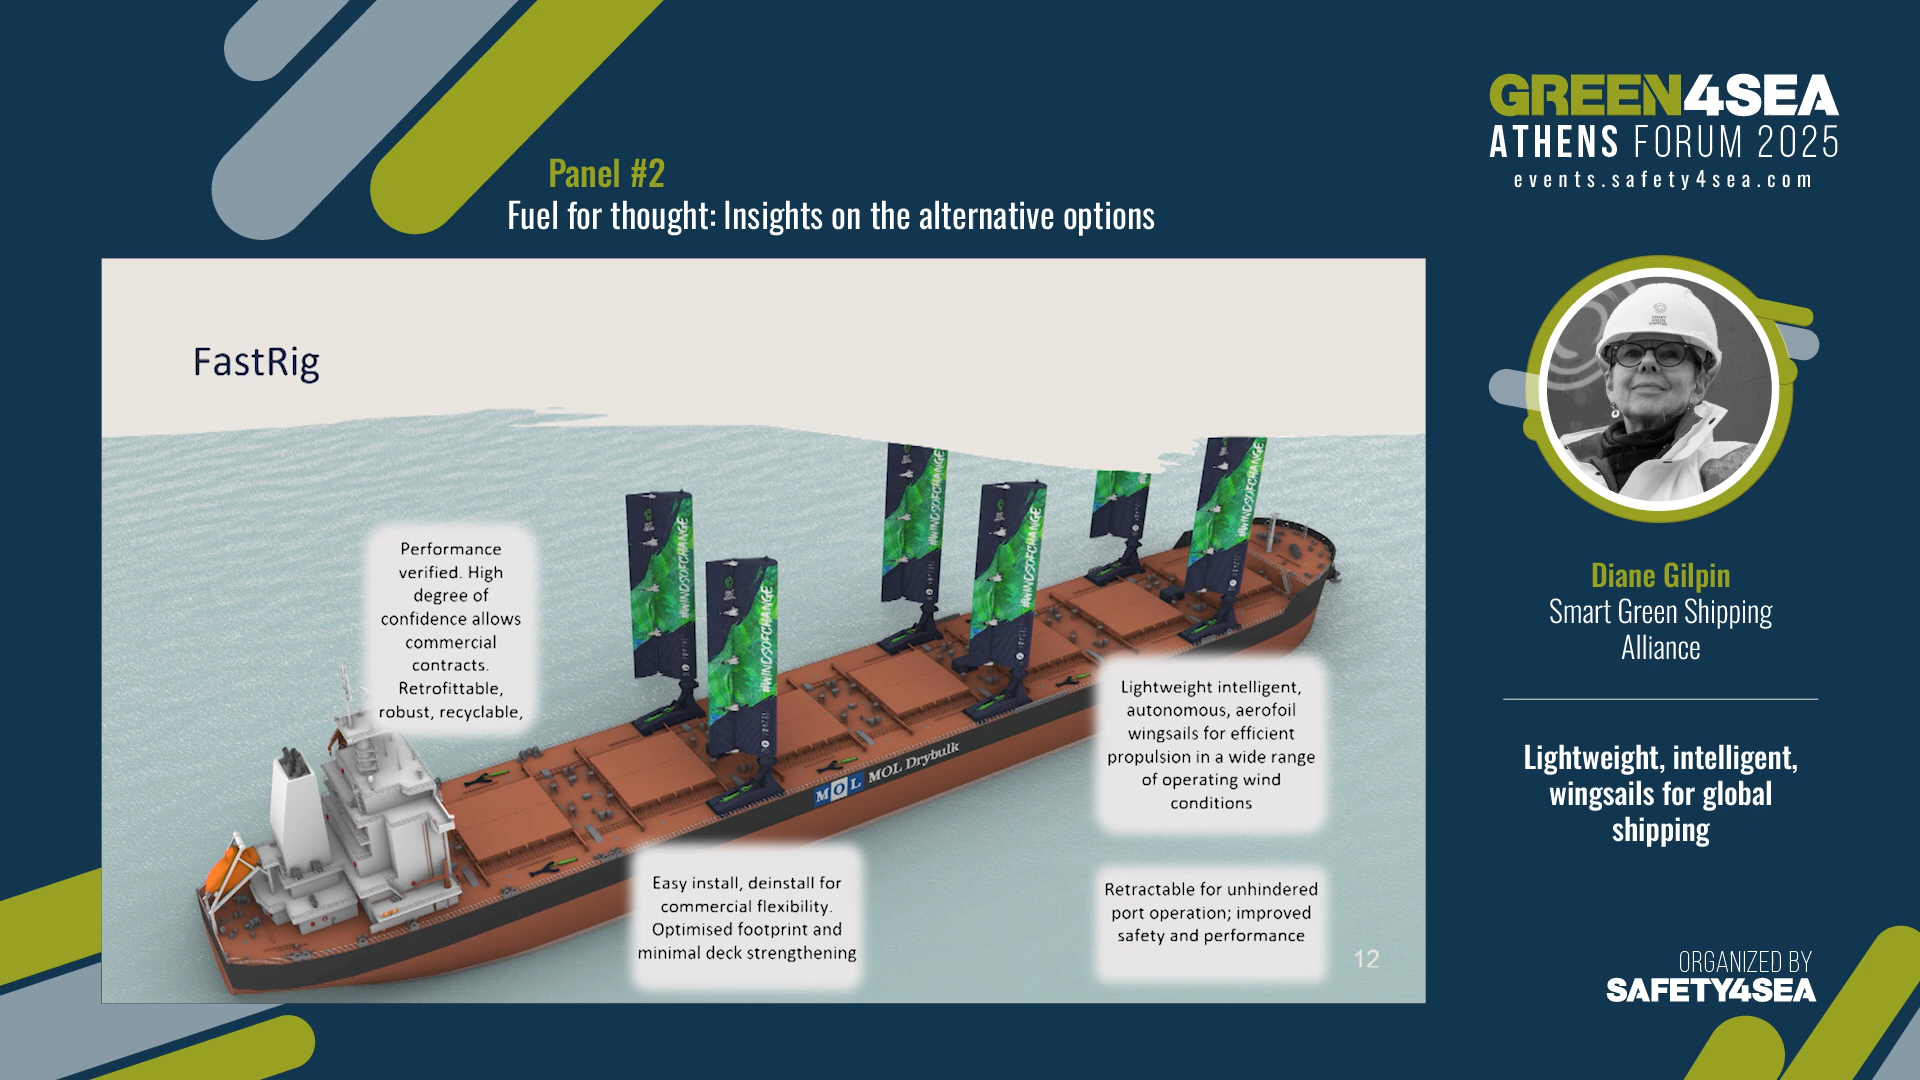 GREEN4SEA
ATHENS FORUM 2025
events.safety4sea.com
Panel #2
Fuel for thought: Insights on the alternative options
FastRig
Performance
verified. High
degree of
confidence allows
commercial
contracts.
Retrofittable,
robust, recyclable,
#WINDSOFCHANGE
#WINDSOFCHANGE
#WINDSOFCHANGE
#WINDSOFCHANGE
#WINDSOFCHANGE
MOL MOL Drybulk
Lightweight intelligent,
autonomous, aerofoil
wingsails for efficient
propulsion in a wide range
of operating wind
conditions
Easy install, deinstall for
commercial flexibility.
Optimised footprint and
minimal deck strengthening
Retractable for unhindered
port operation; improved
safety and performance
12
Diane Gilpin
Smart Green Shipping
Alliance
Lightweight, intelligent,
wingsails for global
shipping
ORGANIZED BY
SAFETY4SEA